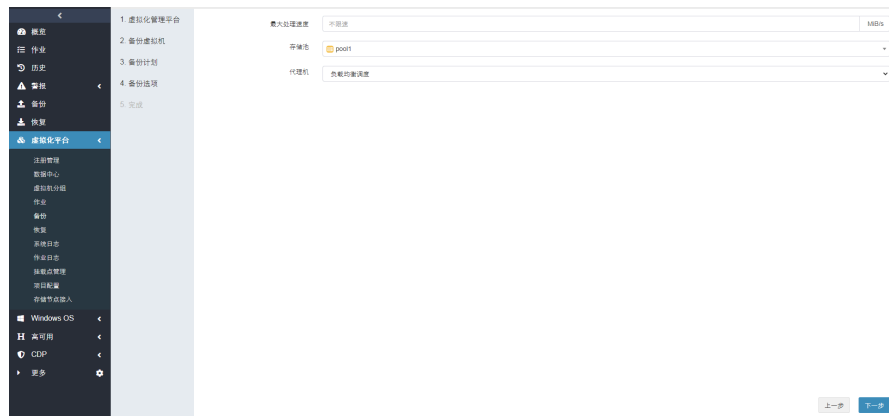 概览
作业
历史
警报
备份
恢复
虚拟化平台
注册管理
数据中心
虚拟机分组
作业
备份
恢复
系统日志
作业日志
挂载点管理
项目配置
存储节点接入
Windows OS
高可用
CDP
更多
1. 虚拟化管理平台
2. 备份虚拟机
3. 备份计划
4. 备份选项
5. 完成
最大处理速度 不限速 MiB/s
存储池 pool1
代理机 负载均衡调度
上一步 下一步